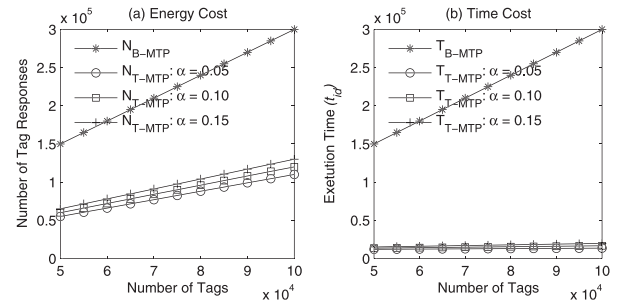 (a) Energy Cost
x 10^5
3
2.5
2
1.5
1
0.5
0
Number of Tag Responses
N_B-MTP
N_T-MTP: α = 0.05
N_T-MTP: α = 0.10
N_T-MTP: α = 0.15
5 6 7 8 9 10
Number of Tags
x 10^4
(b) Time Cost
x 10^5
3
2.5
2
1.5
1
0.5
0
Exetution Time (t_id)
T_B-MTP
T_T-MTP: α = 0.05
T_T-MTP: α = 0.10
T_T-MTP: α = 0.15
5 6 7 8 9 10
Number of Tags
x 10^4